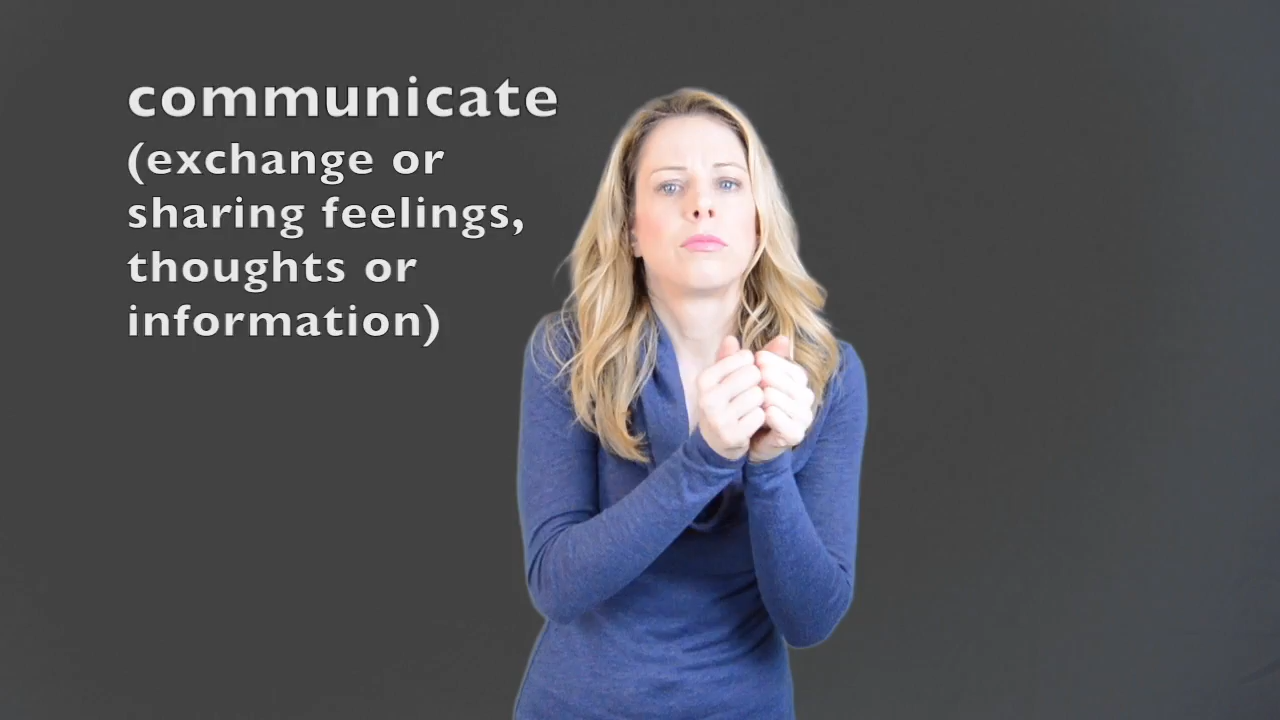 communicate
(exchange or
sharing feelings,
thoughts or
information)